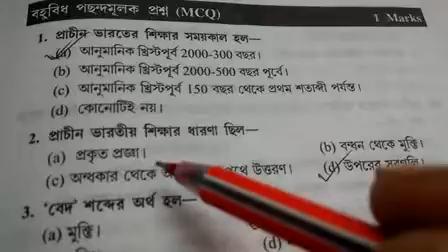 বহুবিধ পছন্দমূলক প্রশ্ন (MCQ) 1 Marks
1. প্রাচীন ভারতের শিক্ষার সময়কাল হল—
(a) আনুমানিক খ্রিস্টপূর্ব 2000-300 বছর।
(b) আনুমানিক খ্রিস্টপূর্ব 2000-500 বছর পূর্বে।
(c) আনুমানিক খ্রিস্টপূর্ব 150 বছর থেকে প্রথম শতাব্দী পর্যন্ত।
(d) কোনোটিই নয়।
2. প্রাচীন ভারতীয় শিক্ষার ধারণা ছিল—
(a) প্রকৃত প্রজ্ঞা। (b) বন্ধন থেকে মুক্তি।
(c) অন্ধকার থেকে উত্তরণ। (d) উপরের সবগুলি।
3. 'বেদ' শব্দের অর্থ হল—
(a) মুক্তি। (d)